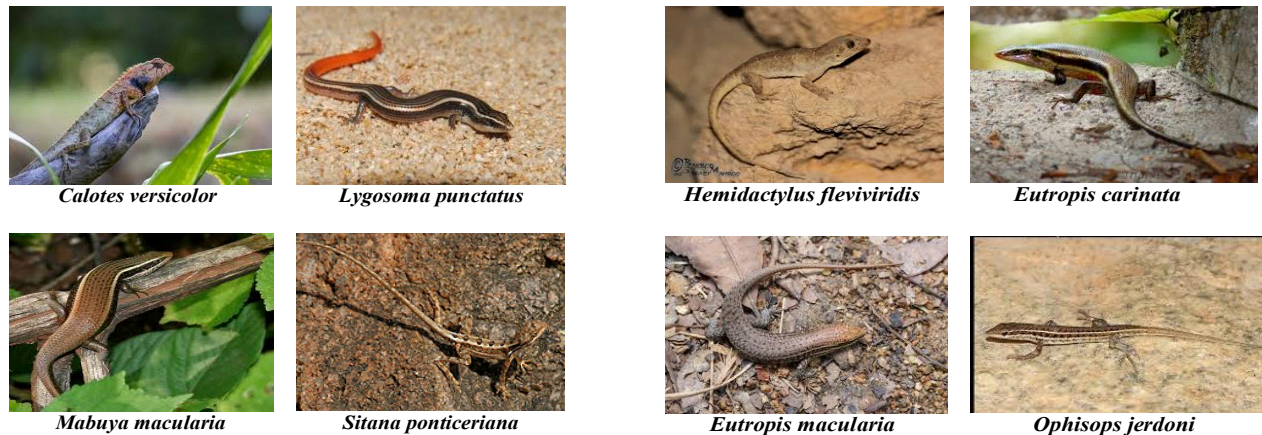 Calotes versicolor
Lygosoma punctatus
Hemidactylus fleviviridis
Eutropis carinata
Mabuya macularia
Sitana ponticeriana
Eutropis macularia
Ophisops jerdoni